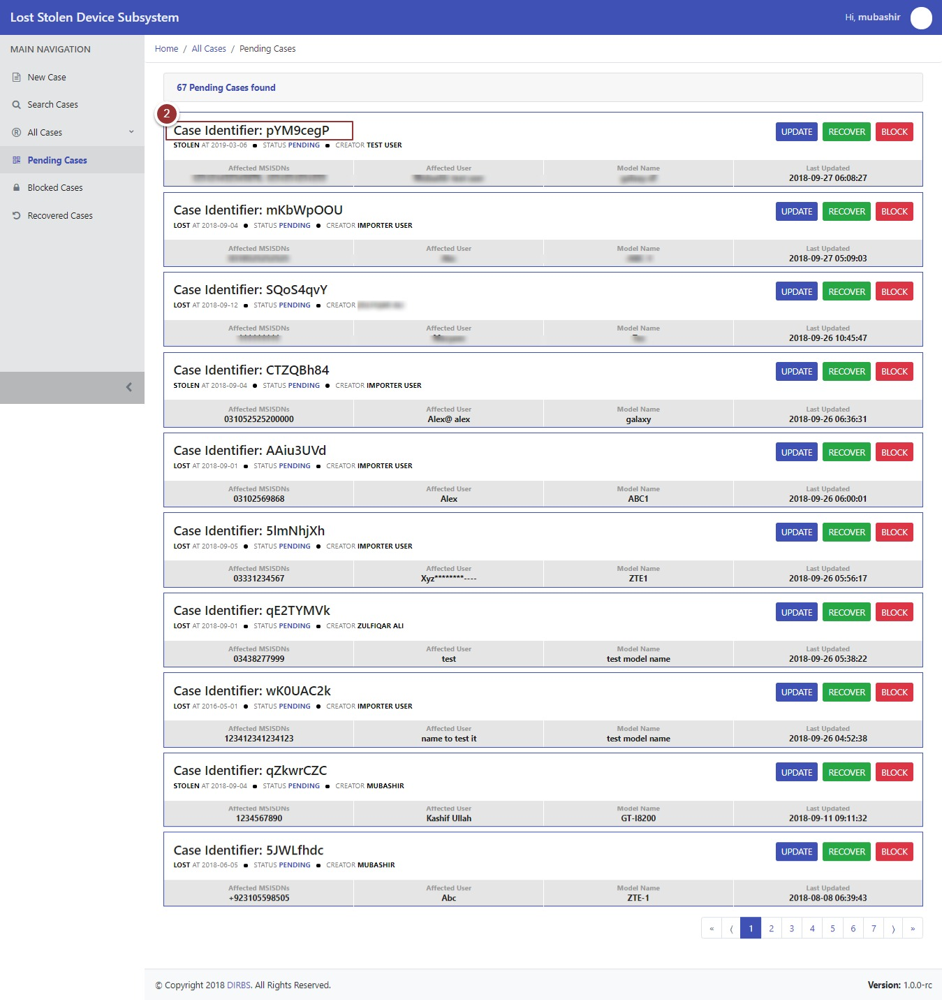 Lost Stolen Device Subsystem
Hi, mubashir
MAIN NAVIGATION
New Case
Search Cases
All Cases
Pending Cases
Blocked Cases
Recovered Cases
Home / All Cases / Pending Cases
67 Pending Cases found
2
Case Identifier: pYM9cegP
UPDATE RECOVER BLOCK
STOLEN AT 2019-03-06 ● STATUS PENDING ● CREATOR TEST USER
Affected MSISDNs Affected User Model Name Last Updated
2018-09-27 06:08:27
Case Identifier: mKbWpOOU
UPDATE RECOVER BLOCK
LOST AT 2018-09-04 ● STATUS PENDING ● CREATOR IMPORTER USER
Affected MSISDNs Affected User Model Name Last Updated
2018-09-27 05:09:03
Case Identifier: SQoS4qvY
UPDATE RECOVER BLOCK
LOST AT 2018-09-12 ● STATUS PENDING ● CREATOR
Affected MSISDNs Affected User Model Name Last Updated
2018-09-26 10:45:47
Case Identifier: CTZQBh84
UPDATE RECOVER BLOCK
STOLEN AT 2018-09-04 ● STATUS PENDING ● CREATOR IMPORTER USER
Affected MSISDNs Affected User Model Name Last Updated
031052525200000 Alex@ alex galaxy 2018-09-26 06:36:31
Case Identifier: AAiu3UVd
UPDATE RECOVER BLOCK
LOST AT 2018-09-01 ● STATUS PENDING ● CREATOR IMPORTER USER
Affected MSISDNs Affected User Model Name Last Updated
03102569868 Alex ABC1 2018-09-26 06:00:01
Case Identifier: 5lmNhjXh
UPDATE RECOVER BLOCK
LOST AT 2018-09-05 ● STATUS PENDING ● CREATOR IMPORTER USER
Affected MSISDNs Affected User Model Name Last Updated
03331234567 Xyz********---- ZTE1 2018-09-26 05:56:17
Case Identifier: qE2TYMVk
UPDATE RECOVER BLOCK
LOST AT 2018-09-01 ● STATUS PENDING ● CREATOR ZULFIQAR ALI
Affected MSISDNs Affected User Model Name Last Updated
03438277999 test test model name 2018-09-26 05:38:22
Case Identifier: wK0UAC2k
UPDATE RECOVER BLOCK
LOST AT 2016-05-01 ● STATUS PENDING ● CREATOR IMPORTER USER
Affected MSISDNs Affected User Model Name Last Updated
123412341234123 name to test it test model name 2018-09-26 04:52:38
Case Identifier: qZkwrCZC
UPDATE RECOVER BLOCK
STOLEN AT 2018-09-04 ● STATUS PENDING ● CREATOR MUBASHIR
Affected MSISDNs Affected User Model Name Last Updated
1234567890 Kashif Ullah GT-I8200 2018-09-11 09:11:32
Case Identifier: 5JWLfhdc
UPDATE RECOVER BLOCK
LOST AT 2018-06-05 ● STATUS PENDING ● CREATOR MUBASHIR
Affected MSISDNs Affected User Model Name Last Updated
+923105598505 Abc ZTE-1 2018-08-08 06:39:43
« ⟨ 1 2 3 4 5 6 7 ⟩ »
© Copyright 2018 DIRBS. All Rights Reserved.
Version: 1.0.0-rc